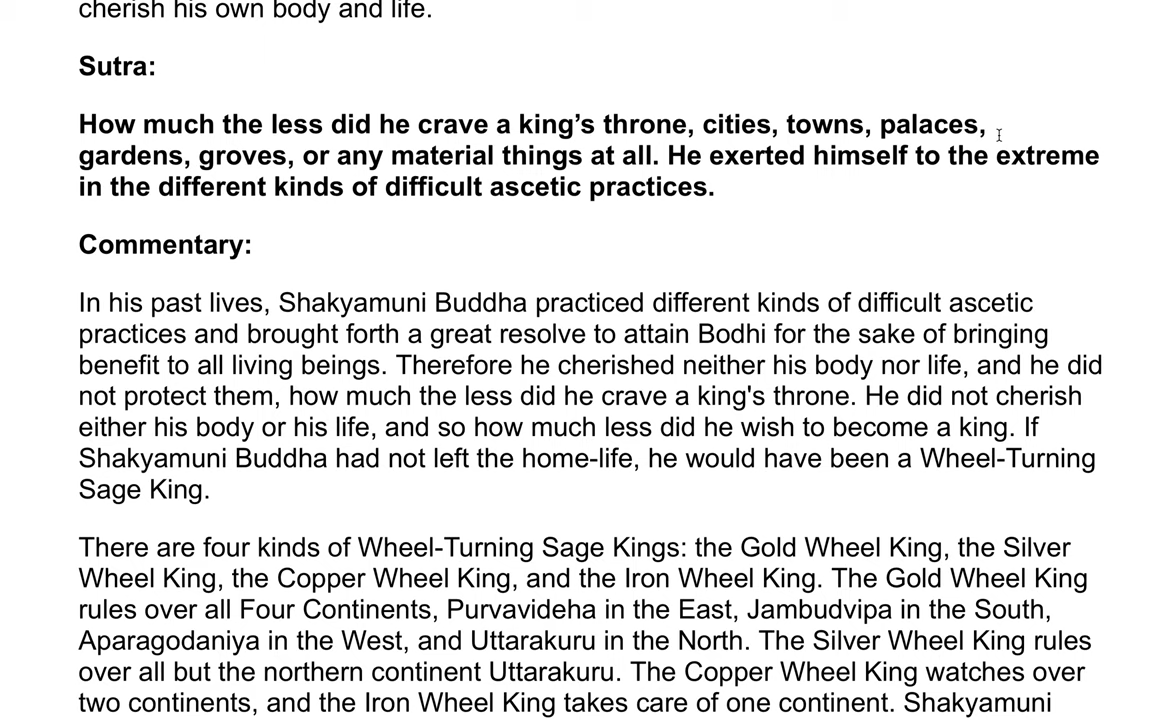 cherish his own body and life.
Sutra:
How much the less did he crave a king’s throne, cities, towns, palaces,
gardens, groves, or any material things at all. He exerted himself to the extreme
in the different kinds of difficult ascetic practices.
Commentary:
In his past lives, Shakyamuni Buddha practiced different kinds of difficult ascetic
practices and brought forth a great resolve to attain Bodhi for the sake of bringing
benefit to all living beings. Therefore he cherished neither his body nor life, and he did
not protect them, how much the less did he crave a king's throne. He did not cherish
either his body or his life, and so how much less did he wish to become a king. If
Shakyamuni Buddha had not left the home-life, he would have been a Wheel-Turning
Sage King.
There are four kinds of Wheel-Turning Sage Kings: the Gold Wheel King, the Silver
Wheel King, the Copper Wheel King, and the Iron Wheel King. The Gold Wheel King
rules over all Four Continents, Purvavideha in the East, Jambudvipa in the South,
Aparagodaniya in the West, and Uttarakuru in the North. The Silver Wheel King rules
over all but the northern continent Uttarakuru. The Copper Wheel King watches over
two continents, and the Iron Wheel King takes care of one continent. Shakyamuni